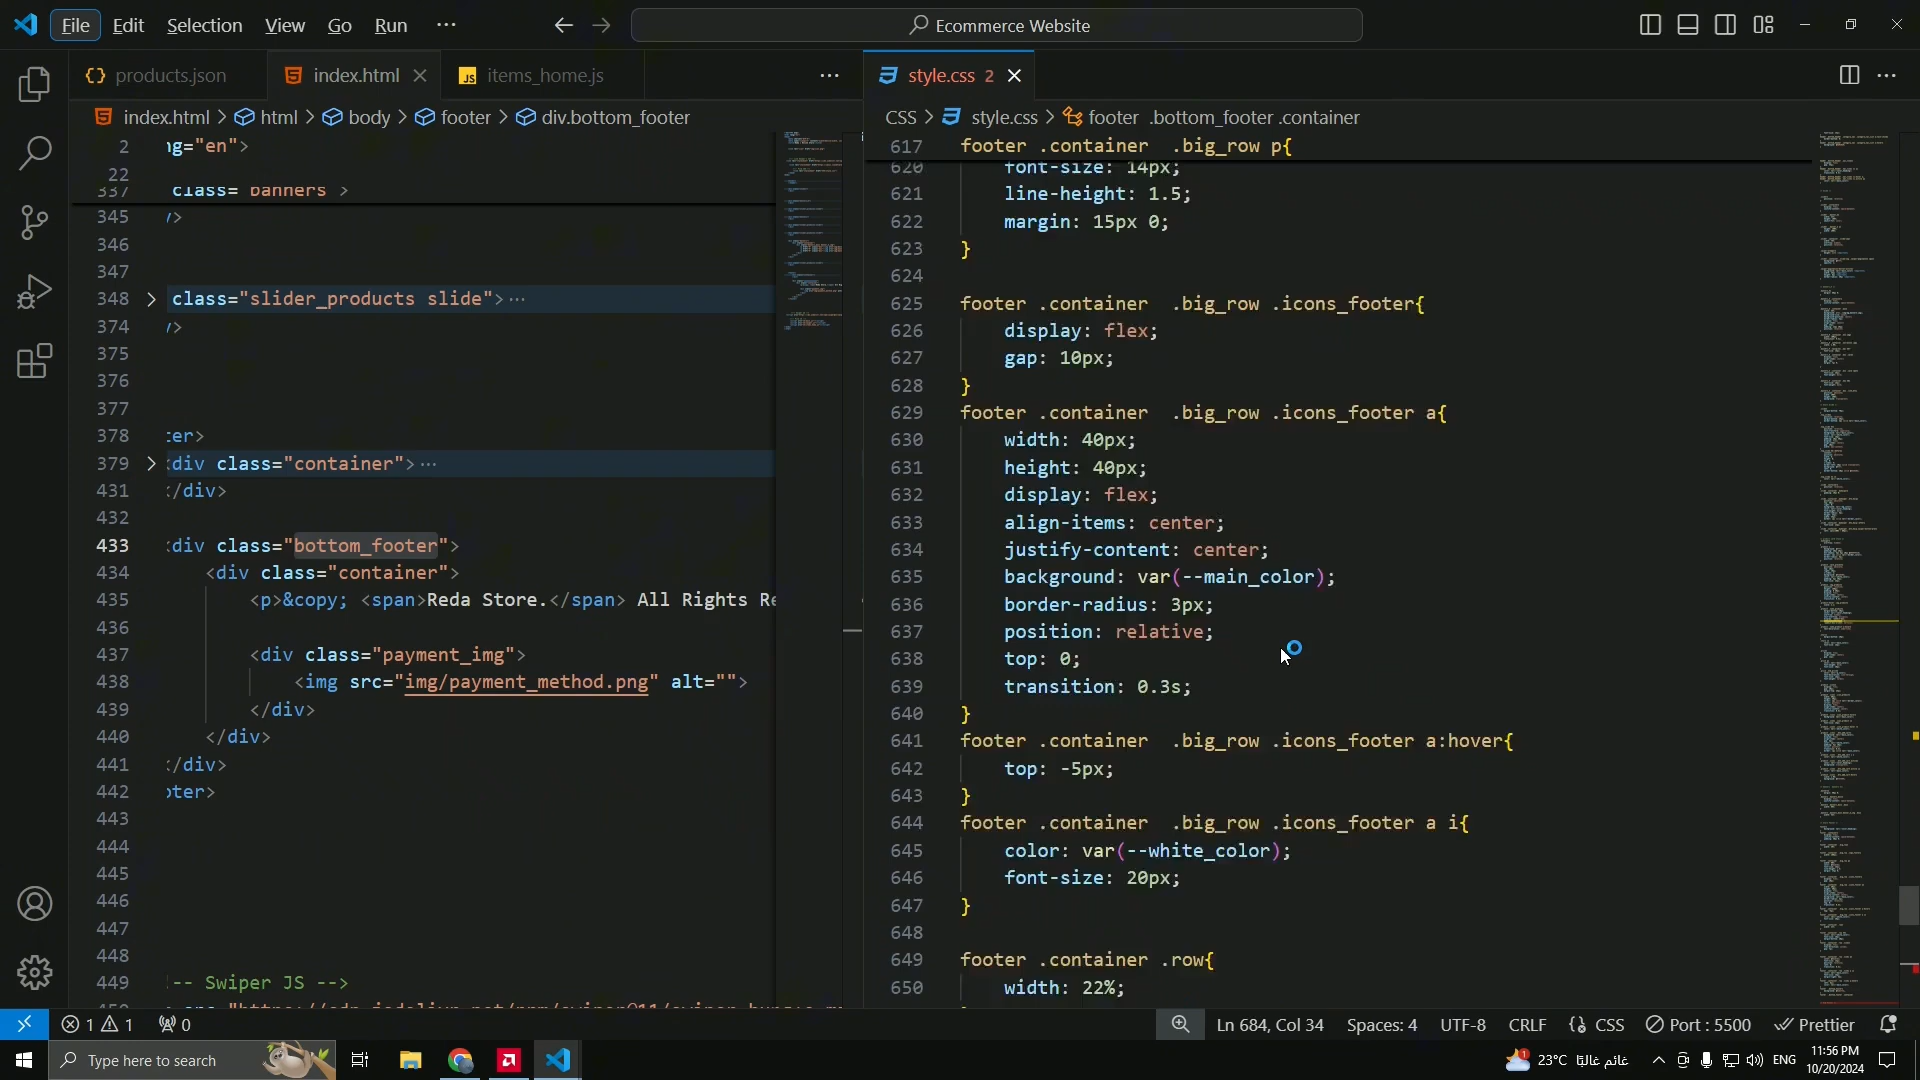 File Edit Selection View Go Run ··· Ecommerce Website
products.json index.html items_home.js ···
index.html > html > body > footer > div.bottom_footer
2 ng="en">
22
337 class="banners">
345 />
346
347
348 class="slider_products slide">···
374 />
375
376
377
378 ter>
379 <div class="container">···
431 </div>
432
433 <div class="bottom_footer">
434 <div class="container">
435 <p>&copy; <span>Reda Store.</span> All Rights Re
436
437 <div class="payment_img">
438 <img src="img/payment_method.png" alt="">
439 </div>
440 </div>
441 </div>
442 oter>
443
444
445
446
447
448
449 !-- Swiper JS -->
style.css 2 ···
CSS > style.css > footer .bottom_footer .container
617 footer .container .big_row p{
620 font-size: 14px;
621 line-height: 1.5;
622 margin: 15px 0;
623 }
624
625 footer .container .big_row .icons_footer{
626 display: flex;
627 gap: 10px;
628 }
629 footer .container .big_row .icons_footer a{
630 width: 40px;
631 height: 40px;
632 display: flex;
633 align-items: center;
634 justify-content: center;
635 background: var(--main_color);
636 border-radius: 3px;
637 position: relative;
638 top: 0;
639 transition: 0.3s;
640 }
641 footer .container .big_row .icons_footer a:hover{
642 top: -5px;
643 }
644 footer .container .big_row .icons_footer a i{
645 color: var(--white_color);
646 font-size: 20px;
647 }
648
649 footer .container .row{
650 width: 22%;
1 1 0 Ln 684, Col 34 Spaces: 4 UTF-8 CRLF {} CSS Port : 5500 Prettier
Type here to search 1 23°C غائم غالبًا ENG 11:56 PM
10/20/2024